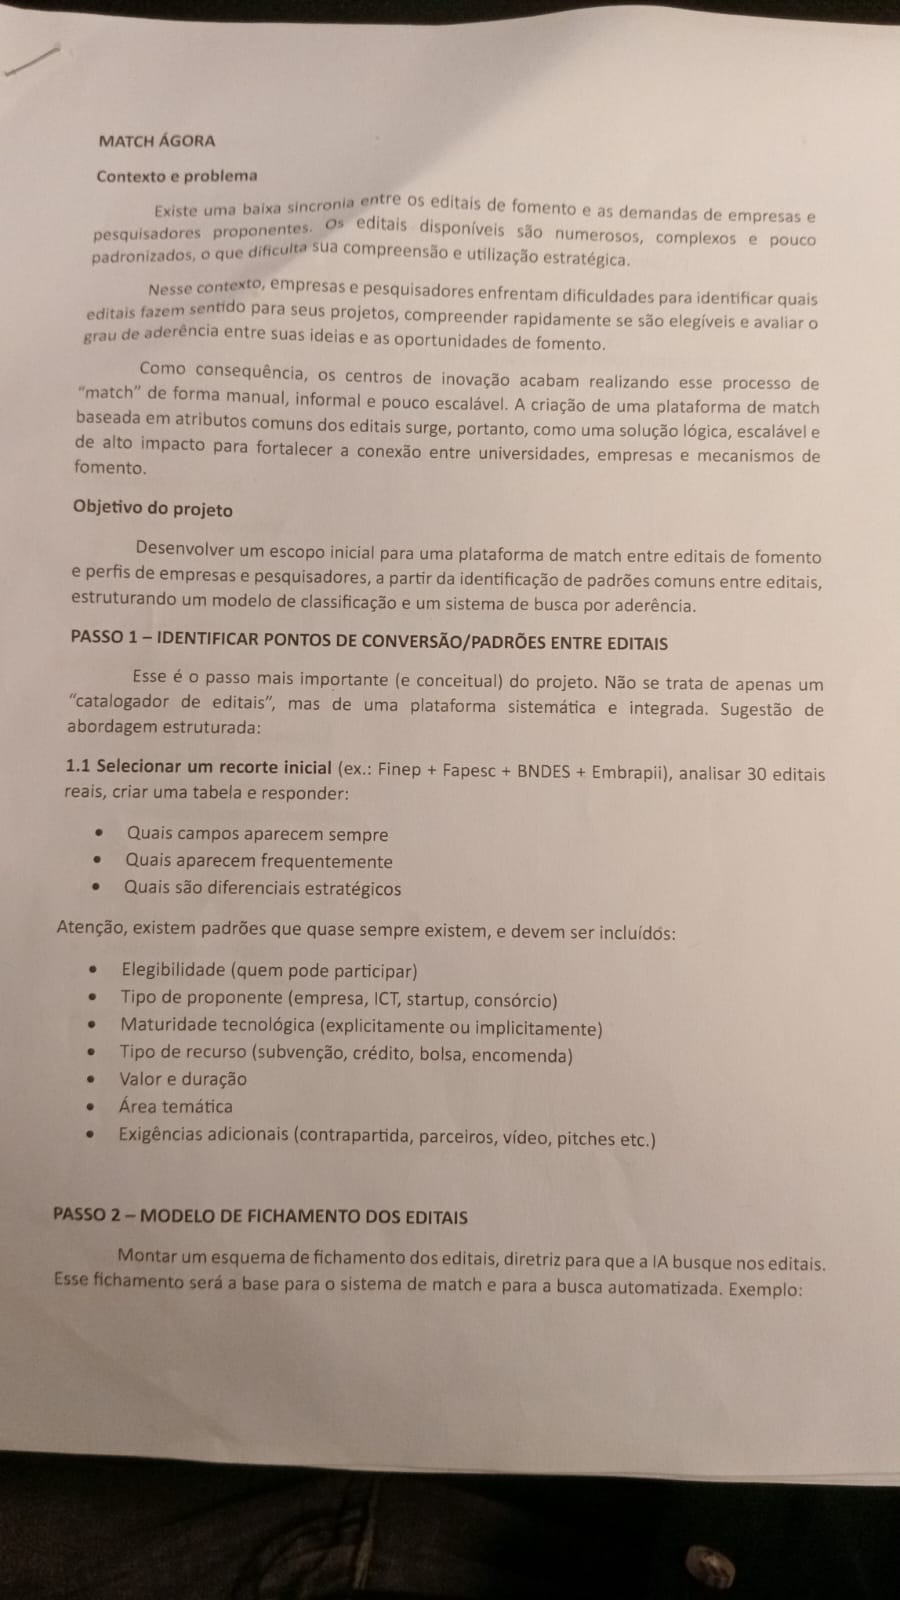 MATCH ÁGORA
Contexto e problema
Existe uma baixa sincronia entre os editais de fomento e as demandas de empresas e
pesquisadores proponentes. Os editais disponíveis são numerosos, complexos e pouco
padronizados, o que dificulta sua compreensão e utilização estratégica.
Nesse contexto, empresas e pesquisadores enfrentam dificuldades para identificar quais
editais fazem sentido para seus projetos, compreender rapidamente se são elegíveis e avaliar o
grau de aderência entre suas ideias e as oportunidades de fomento.
Como consequência, os centros de inovação acabam realizando esse processo de
“match” de forma manual, informal e pouco escalável. A criação de uma plataforma de match
baseada em atributos comuns dos editais surge, portanto, como uma solução lógica, escalável e
de alto impacto para fortalecer a conexão entre universidades, empresas e mecanismos de
fomento.
Objetivo do projeto
Desenvolver um escopo inicial para uma plataforma de match entre editais de fomento
e perfis de empresas e pesquisadores, a partir da identificação de padrões comuns entre editais,
estruturando um modelo de classificação e um sistema de busca por aderência.
PASSO 1 – IDENTIFICAR PONTOS DE CONVERSÃO/PADRÕES ENTRE EDITAIS
Esse é o passo mais importante (e conceitual) do projeto. Não se trata de apenas um
“catalogador de editais”, mas de uma plataforma sistemática e integrada. Sugestão de
abordagem estruturada:
1.1 Selecionar um recorte inicial (ex.: Finep + Fapesc + BNDES + Embrapii), analisar 30 editais
reais, criar uma tabela e responder:
• Quais campos aparecem sempre
• Quais aparecem frequentemente
• Quais são diferenciais estratégicos
Atenção, existem padrões que quase sempre existem, e devem ser incluídos:
• Elegibilidade (quem pode participar)
• Tipo de proponente (empresa, ICT, startup, consórcio)
• Maturidade tecnológica (explicitamente ou implicitamente)
• Tipo de recurso (subvenção, crédito, bolsa, encomenda)
• Valor e duração
• Área temática
• Exigências adicionais (contrapartida, parceiros, vídeo, pitches etc.)
PASSO 2 – MODELO DE FICHAMENTO DOS EDITAIS
Montar um esquema de fichamento dos editais, diretriz para que a IA busque nos editais.
Esse fichamento será a base para o sistema de match e para a busca automatizada. Exemplo: